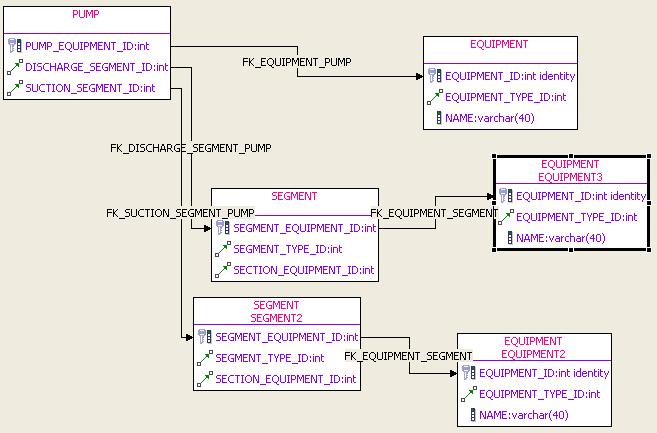 PUMP
PUMP_EQUIPMENT_ID:int
DISCHARGE_SEGMENT_ID:int
SUCTION_SEGMENT_ID:int
FK_EQUIPMENT_PUMP
EQUIPMENT
EQUIPMENT_ID:int identity
EQUIPMENT_TYPE_ID:int
NAME:varchar(40)
FK_DISCHARGE_SEGMENT_PUMP
EQUIPMENT
EQUIPMENT3
EQUIPMENT_ID:int identity
EQUIPMENT_TYPE_ID:int
NAME:varchar(40)
FK_SUCTION_SEGMENT_PUMP
SEGMENT
SEGMENT_EQUIPMENT_ID:int
SEGMENT_TYPE_ID:int
SECTION_EQUIPMENT_ID:int
FK_EQUIPMENT_SEGMENT
SEGMENT
SEGMENT2
SEGMENT_EQUIPMENT_ID:int
SEGMENT_TYPE_ID:int
SECTION_EQUIPMENT_ID:int
FK_EQUIPMENT_SEGMENT
EQUIPMENT
EQUIPMENT2
EQUIPMENT_ID:int identity
EQUIPMENT_TYPE_ID:int
NAME:varchar(40)